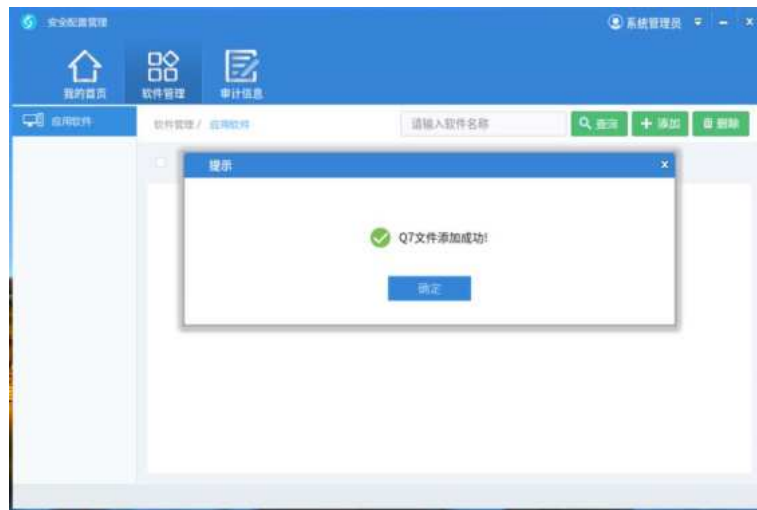 安全配置管理
系统管理员
我的首页
软件管理
审计信息
应用软件
软件管理 / 应用软件
请输入软件名称
查询
添加
删除
提示
x
Q7文件添加成功!
确定